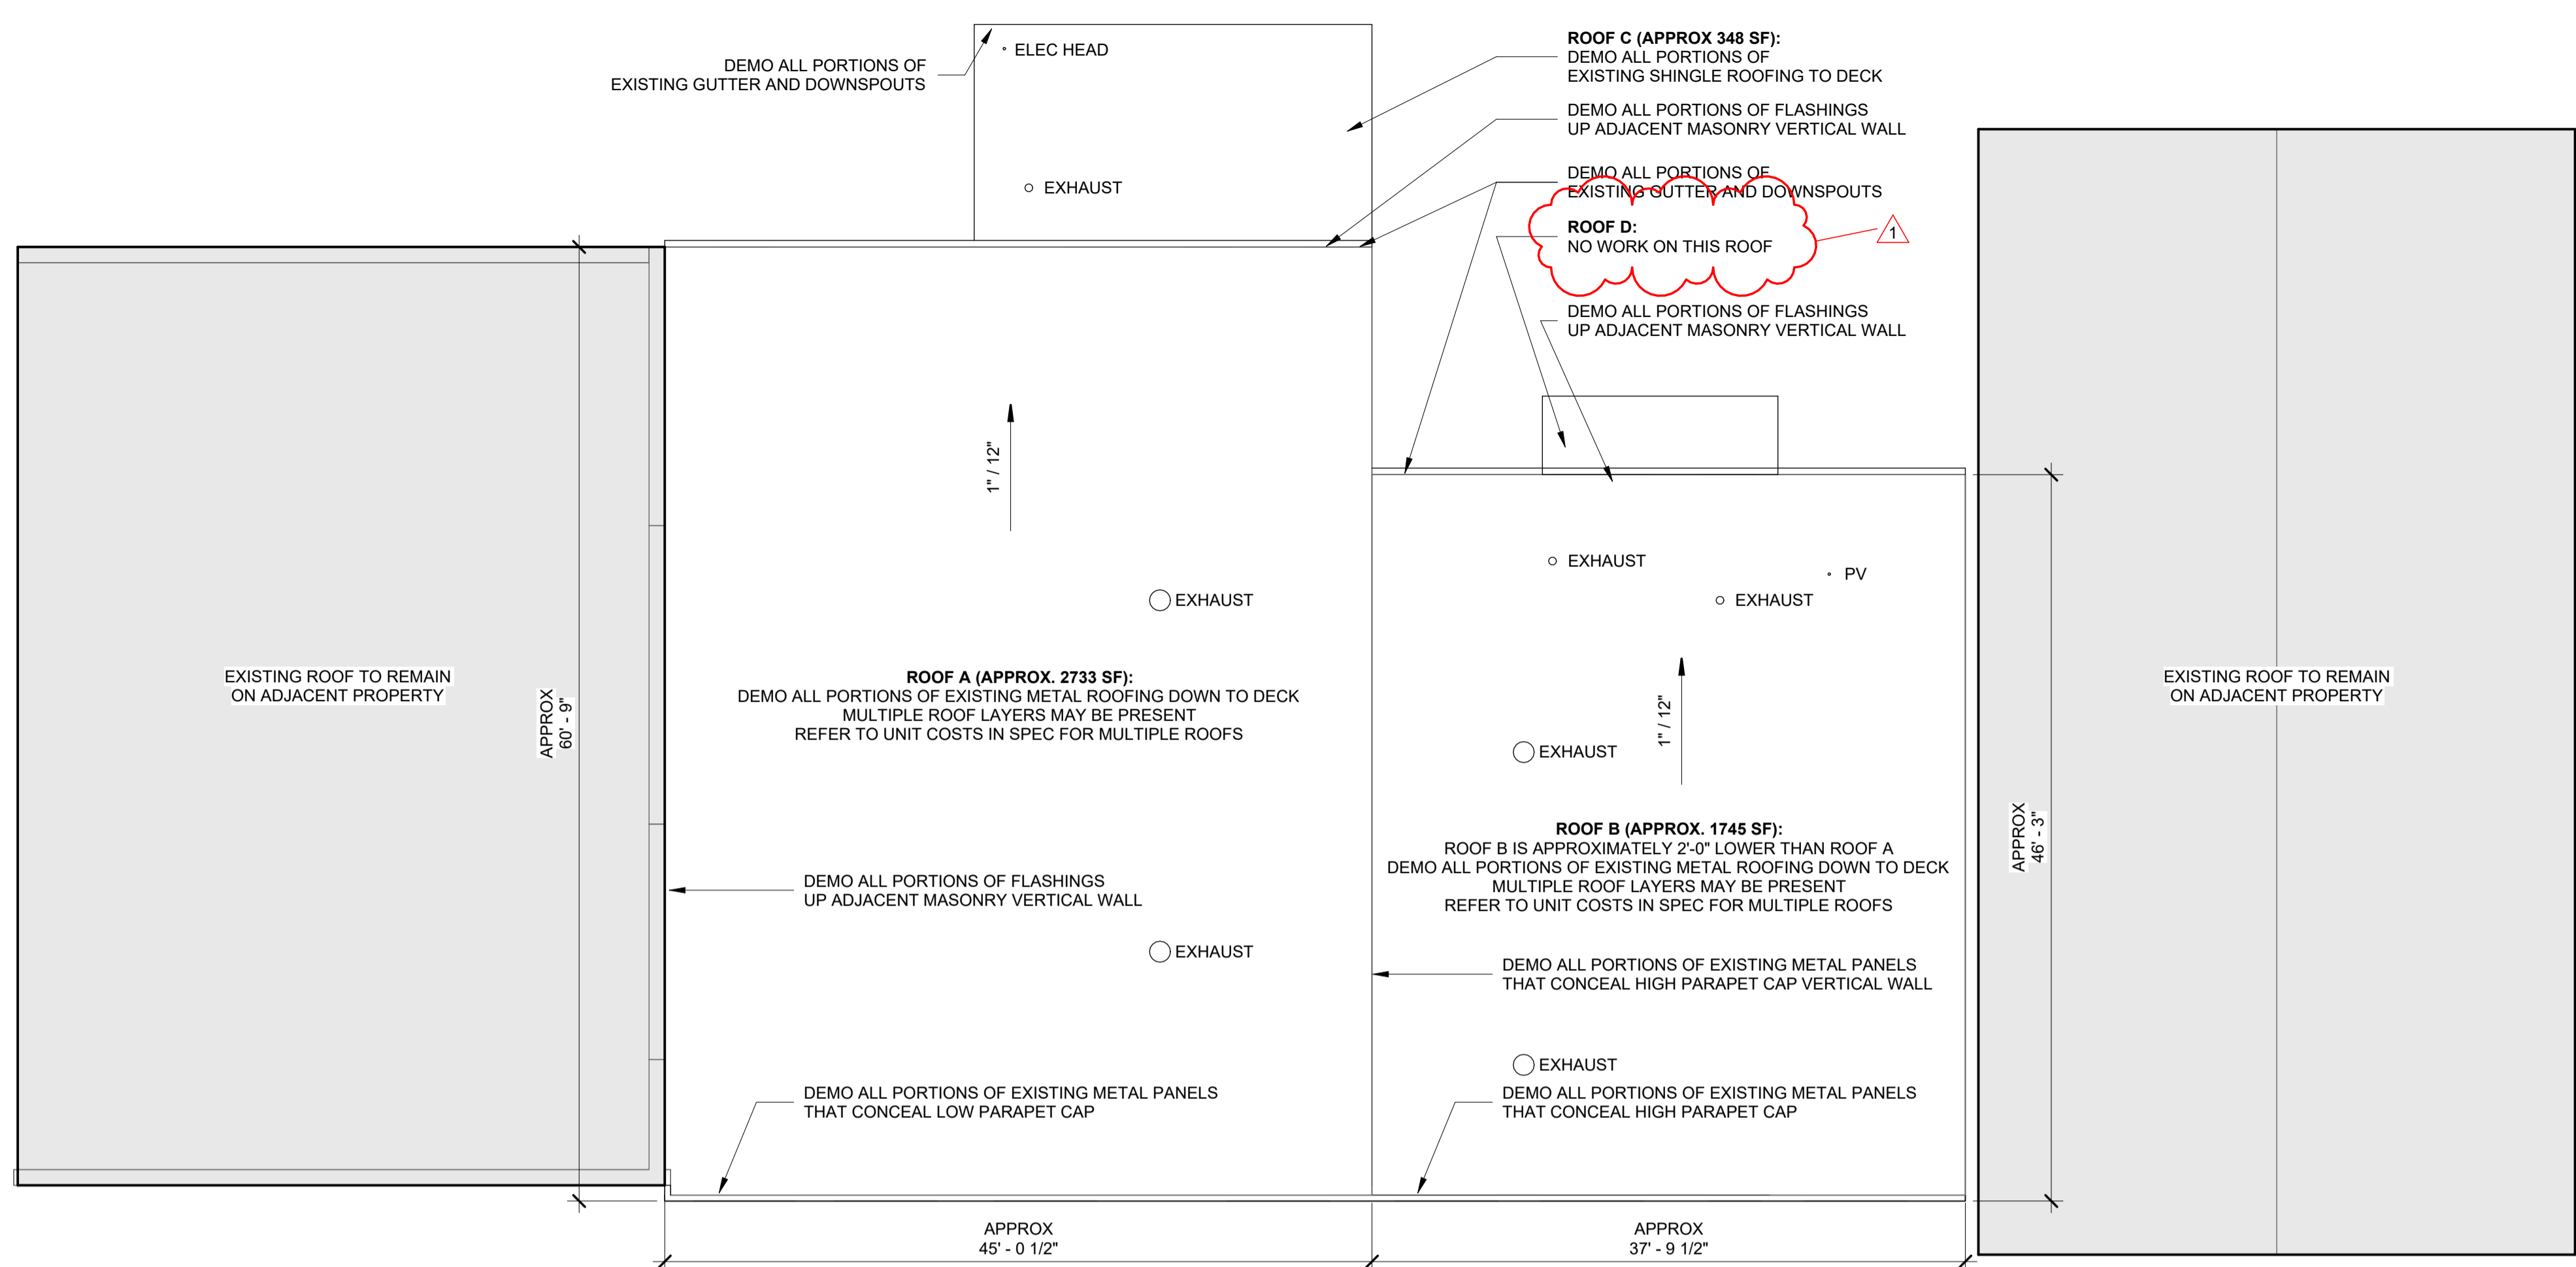 DEMO ALL PORTIONS OF
EXISTING GUTTER AND DOWNSPOUTS
ELEC HEAD
EXHAUST
ROOF C (APPROX 348 SF):
DEMO ALL PORTIONS OF
EXISTING SHINGLE ROOFING TO DECK
DEMO ALL PORTIONS OF FLASHINGS
UP ADJACENT MASONRY VERTICAL WALL
DEMO ALL PORTIONS OF
EXISTING GUTTER AND DOWNSPOUTS
ROOF D:
NO WORK ON THIS ROOF
1
DEMO ALL PORTIONS OF FLASHINGS
UP ADJACENT MASONRY VERTICAL WALL
1" / 12"
EXHAUST
EXHAUST
PV
EXHAUST
EXISTING ROOF TO REMAIN
ON ADJACENT PROPERTY
APPROX
60' - 9"
ROOF A (APPROX. 2733 SF):
DEMO ALL PORTIONS OF EXISTING METAL ROOFING DOWN TO DECK
MULTIPLE ROOF LAYERS MAY BE PRESENT
REFER TO UNIT COSTS IN SPEC FOR MULTIPLE ROOFS
1" / 12"
EXHAUST
EXISTING ROOF TO REMAIN
ON ADJACENT PROPERTY
APPROX
46' - 3"
ROOF B (APPROX. 1745 SF):
ROOF B IS APPROXIMATELY 2'-0" LOWER THAN ROOF A
DEMO ALL PORTIONS OF EXISTING METAL ROOFING DOWN TO DECK
MULTIPLE ROOF LAYERS MAY BE PRESENT
REFER TO UNIT COSTS IN SPEC FOR MULTIPLE ROOFS
DEMO ALL PORTIONS OF FLASHINGS
UP ADJACENT MASONRY VERTICAL WALL
EXHAUST
DEMO ALL PORTIONS OF EXISTING METAL PANELS
THAT CONCEAL HIGH PARAPET CAP VERTICAL WALL
EXHAUST
DEMO ALL PORTIONS OF EXISTING METAL PANELS
THAT CONCEAL LOW PARAPET CAP
DEMO ALL PORTIONS OF EXISTING METAL PANELS
THAT CONCEAL HIGH PARAPET CAP
APPROX
45' - 0 1/2"
APPROX
37' - 9 1/2"